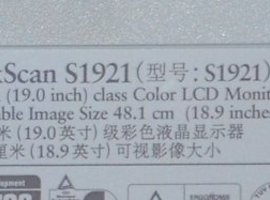 Scan S1921(型号: S1921)
(19.0 inch) class Color LCD Monit
ble Image Size 48.1 cm (18.9 inches
米 (19.0英寸) 级彩色液晶显示器
厘米 (18.9英寸) 可视影像大小
elopment